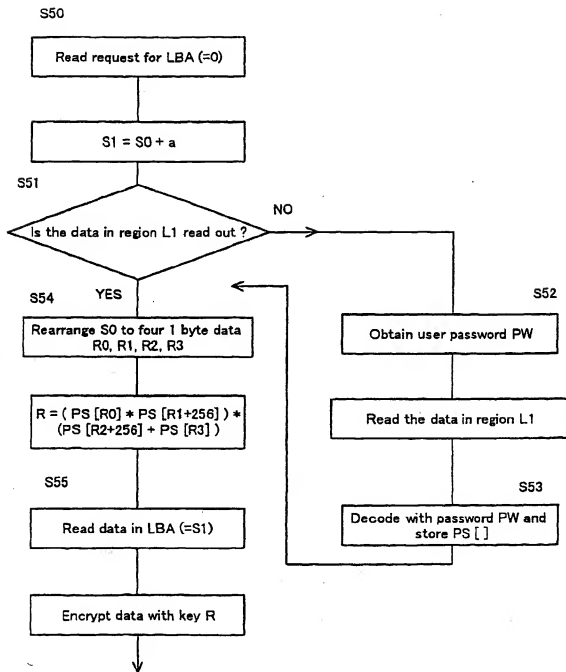 S50
Read request for LBA (=0)
S1 = S0 + a
S51
Is the data in region L1 read out ?
NO
YES
S54
Rearrange S0 to four 1 byte data
R0, R1, R2, R3
R = ( PS [R0] * PS [R1+256] ) *
(PS [R2+256] + PS [R3] )
S55
Read data in LBA (=S1)
Encrypt data with key R
S52
Obtain user password PW
Read the data in region L1
S53
Decode with password PW and
store PS [ ]